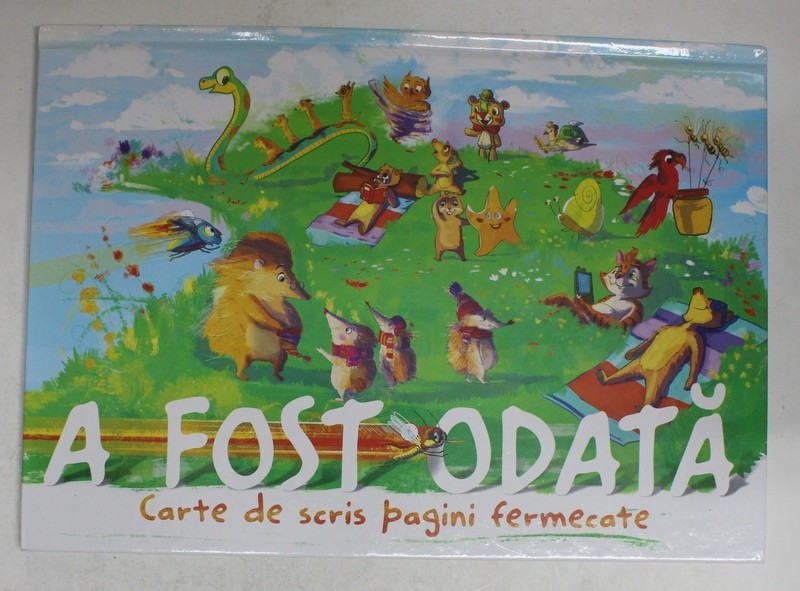 A FOST ODATĂ
Carte de scris pagini fermecate